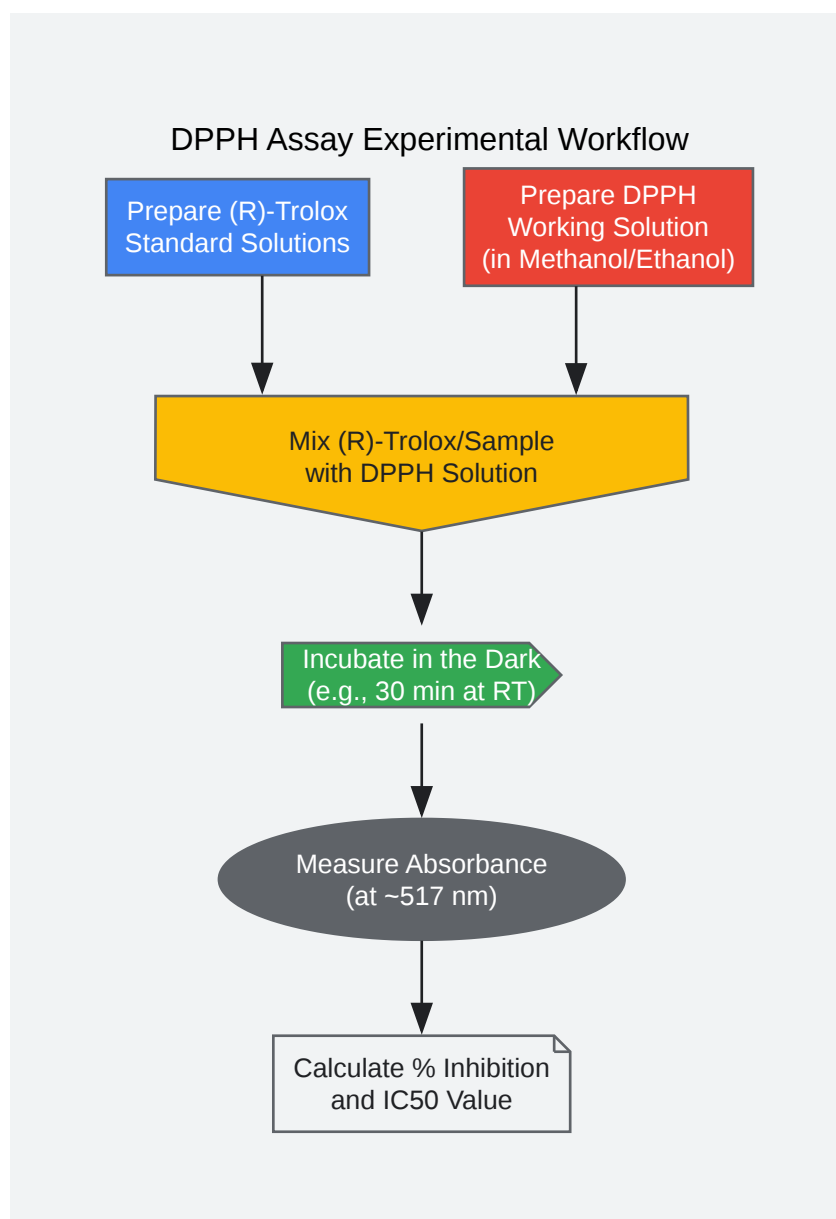 DPPH Assay Experimental Workflow
Prepare (R)-Trolox
Standard Solutions
Prepare DPPH
Working Solution
(in Methanol/Ethanol)
Mix (R)-Trolox/Sample
with DPPH Solution
Incubate in the Dark
(e.g., 30 min at RT)
Measure Absorbance
(at ~517 nm)
Calculate % Inhibition
and IC50 Value